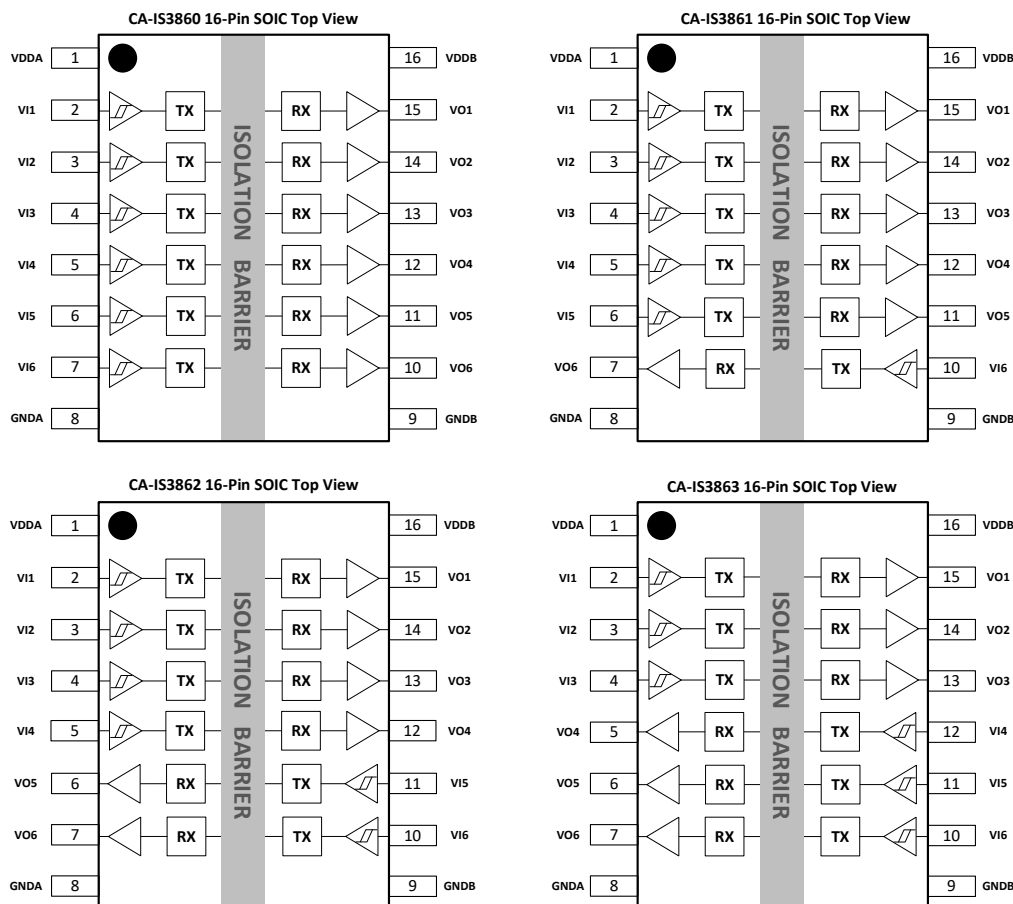 CA-IS3860 16-Pin SOIC Top View
VDDA 1 16 VDDB
VI1 2 TX RX 15 VO1
VI2 3 TX RX 14 VO2
VI3 4 TX RX 13 VO3
VI4 5 TX RX 12 VO4
VI5 6 TX RX 11 VO5
VI6 7 TX RX 10 VO6
GNDA 8 9 GNDB
ISOLATION BARRIER
CA-IS3861 16-Pin SOIC Top View
VDDA 1 16 VDDB
VI1 2 TX RX 15 VO1
VI2 3 TX RX 14 VO2
VI3 4 TX RX 13 VO3
VI4 5 TX RX 12 VO4
VI5 6 TX RX 11 VO5
VO6 7 RX TX 10 VI6
GNDA 8 9 GNDB
ISOLATION BARRIER
CA-IS3862 16-Pin SOIC Top View
VDDA 1 16 VDDB
VI1 2 TX RX 15 VO1
VI2 3 TX RX 14 VO2
VI3 4 TX RX 13 VO3
VI4 5 TX RX 12 VO4
VO5 6 RX TX 11 VI5
VO6 7 RX TX 10 VI6
GNDA 8 9 GNDB
ISOLATION BARRIER
CA-IS3863 16-Pin SOIC Top View
VDDA 1 16 VDDB
VI1 2 TX RX 15 VO1
VI2 3 TX RX 14 VO2
VI3 4 TX RX 13 VO3
VO4 5 RX TX 12 VI4
VO5 6 RX TX 11 VI5
VO6 7 RX TX 10 VI6
GNDA 8 9 GNDB
ISOLATION BARRIER